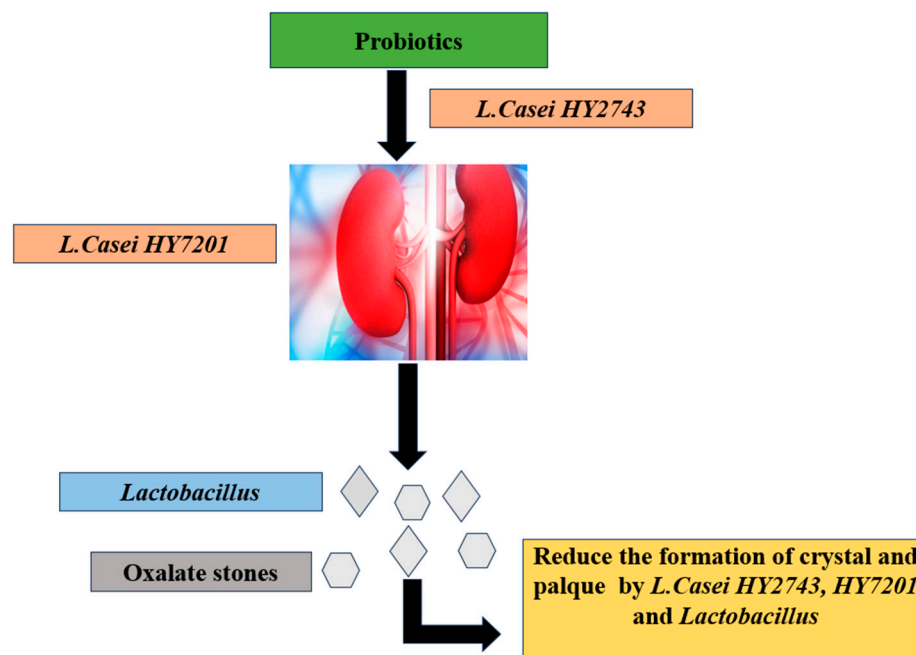 Probiotics
L.Casei HY2743
L.Casei HY7201
Lactobacillus
Oxalate stones
Reduce the formation of crystal and
palque by L.Casei HY2743, HY7201
and Lactobacillus